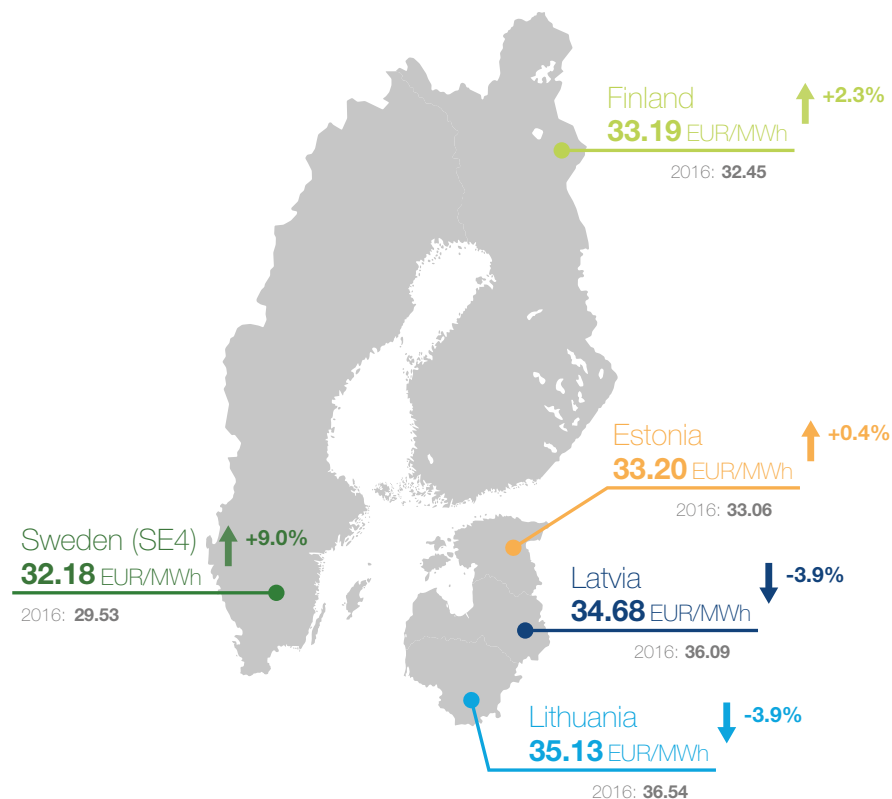 Finland
+2.3%
33.19 EUR/MWh
2016: 32.45
Estonia
+0.4%
33.20 EUR/MWh
2016: 33.06
Sweden (SE4)
+9.0%
32.18 EUR/MWh
2016: 29.53
Latvia
-3.9%
34.68 EUR/MWh
2016: 36.09
Lithuania
-3.9%
35.13 EUR/MWh
2016: 36.54